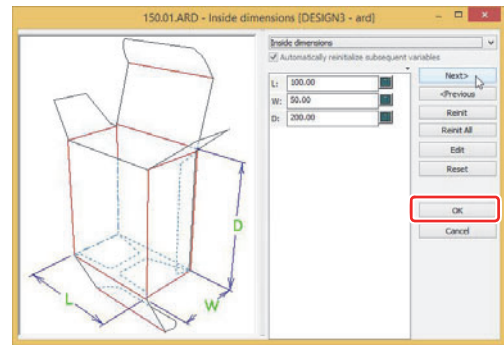 150.01.ARD - Inside dimensions [DESIGN3 - ard]
Inside dimensions
Automatically reinitialize subsequent variables
L: 100.00
W: 50.00
D: 200.00
Next>
<Previous
Reinit
Reinit All
Edit
Reset
OK
Cancel
D
L
W